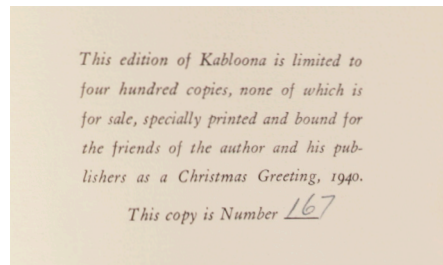 This edition of Kabloona is limited to
four hundred copies, none of which is
for sale, specially printed and bound for
the friends of the author and his pub-
lishers as a Christmas Greeting, 1940.
This copy is Number 167